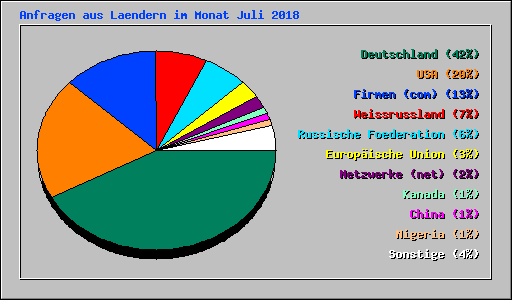 Anfragen aus Laendern im Monat Juli 2018
Deutschland (42%)
USA (20%)
Firmen (com) (13%)
Weissrussland (7%)
Russische Foederation (6%)
Europäische Union (3%)
Netzwerke (net) (2%)
Kanada (1%)
China (1%)
Nigeria (1%)
Sonstige (4%)